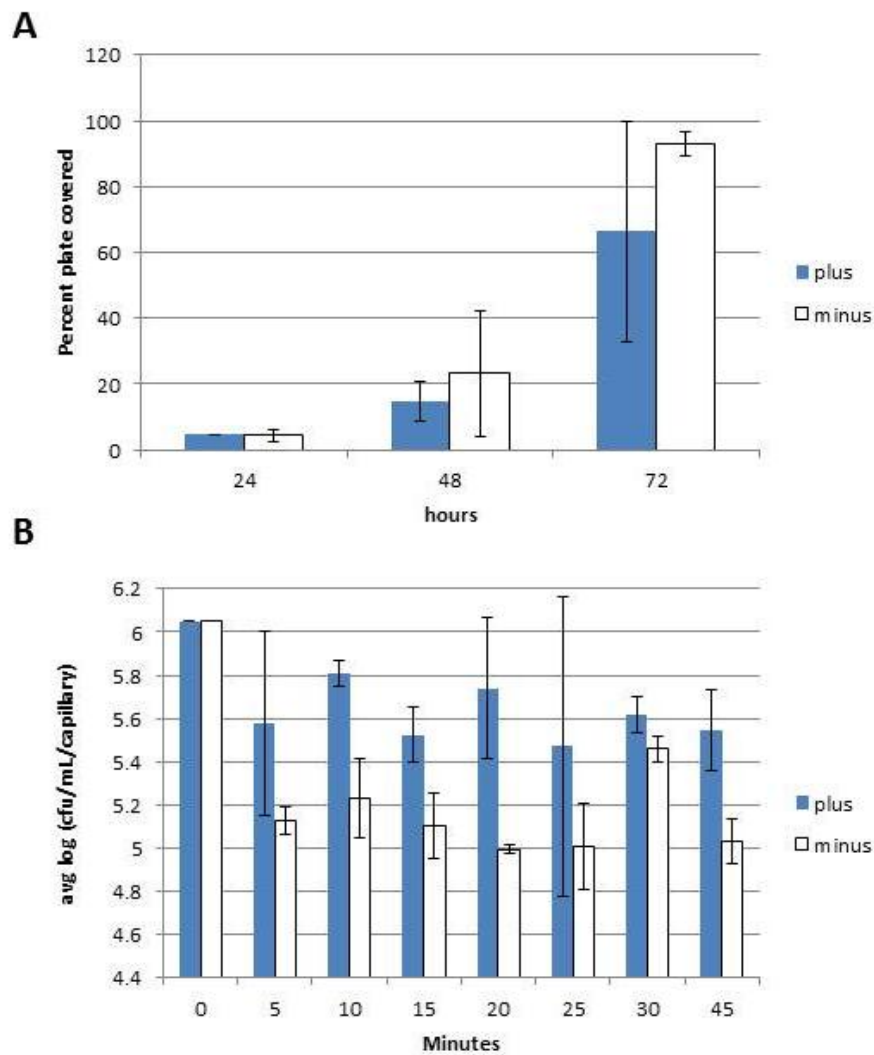 A
120
100
80
60
40
20
0
Percent plate covered
24 48 72
hours
plus
minus
B
6.2
6
5.8
5.6
5.4
5.2
5
4.8
4.6
4.4
avg log (cfu/mL/capillary)
0 5 10 15 20 25 30 45
Minutes
plus
minus